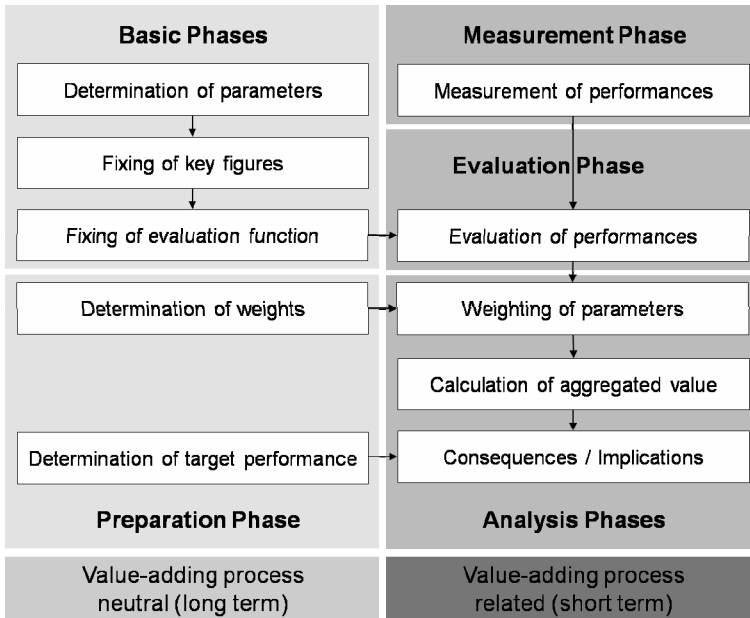 Basic Phases
Determination of parameters
Fixing of key figures
Fixing of evaluation function
Determination of weights
Determination of target performance
Preparation Phase
Value-adding process
neutral (long term)
Measurement Phase
Measurement of performances
Evaluation Phase
Evaluation of performances
Weighting of parameters
Calculation of aggregated value
Consequences / Implications
Analysis Phases
Value-adding process
related (short term)